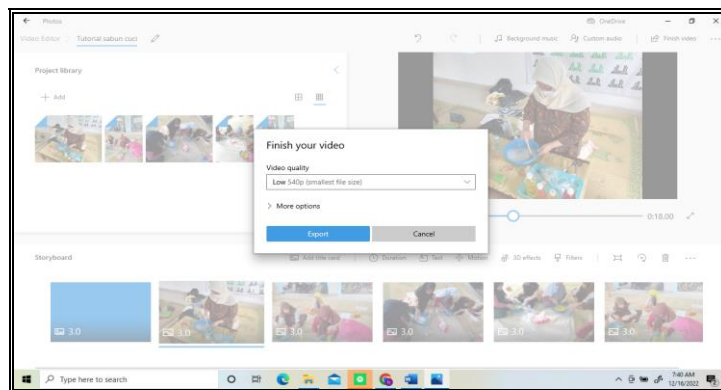 Photos
OneDrive
Video Editor Tutorial sabun cuci
Background music Custom audio Finish video
Project library
+ Add
Finish your video
Video quality
Low 540p (smallest file size)
More options
Export Cancel
0:18.00
Storyboard
Add title card Duration Text Motion 3D effects Filters
3.0 3.0 3.0 3.0 3.0 3.0
Type here to search
7:40 AM
12/16/2022